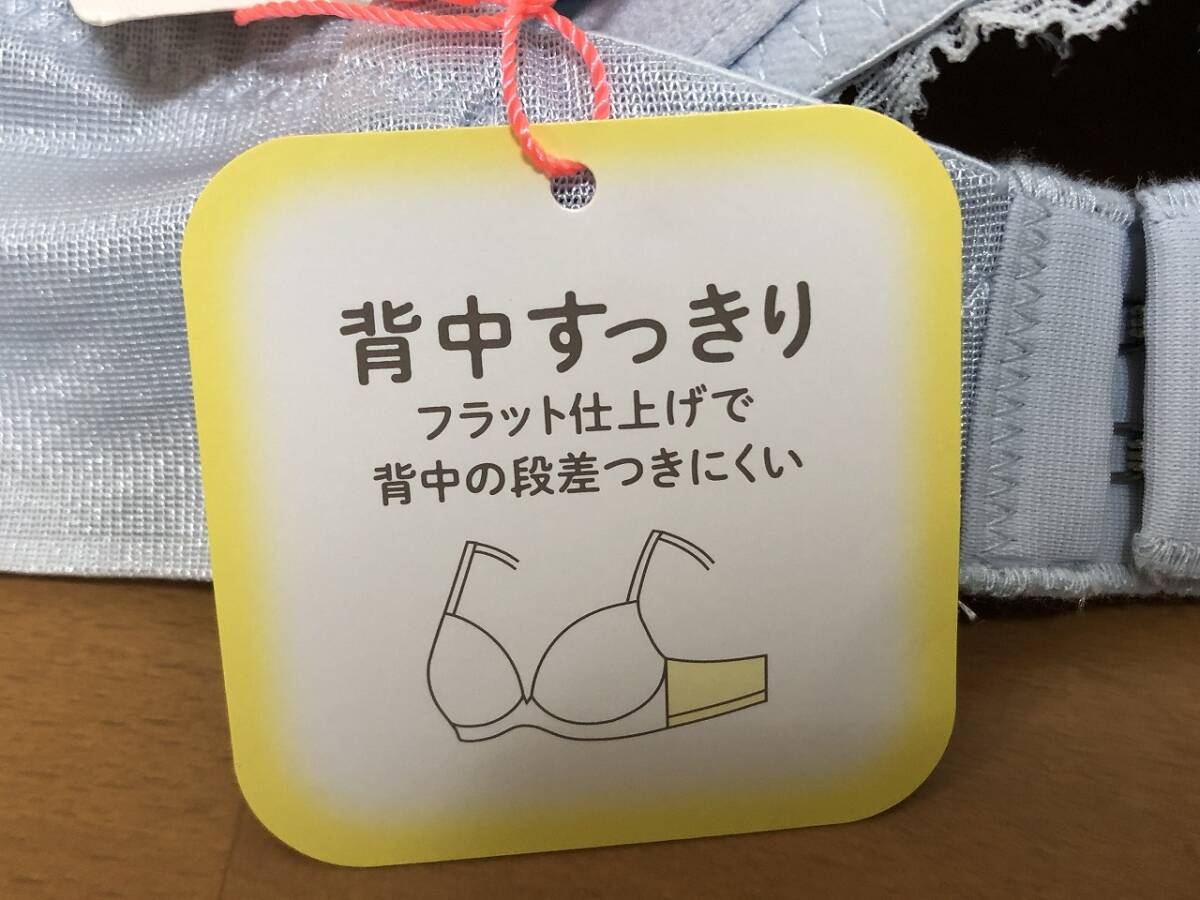 背中すっきり
フラット仕上げで
背中の段差つきにくい